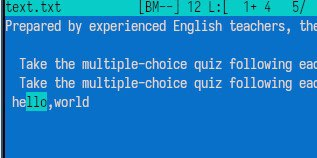 text.txt [BM--] 12 L:[ 1+ 4 5/
Prepared by experienced English teachers, the
Take the multiple-choice quiz following eac
Take the multiple-choice quiz following eac
hello,world